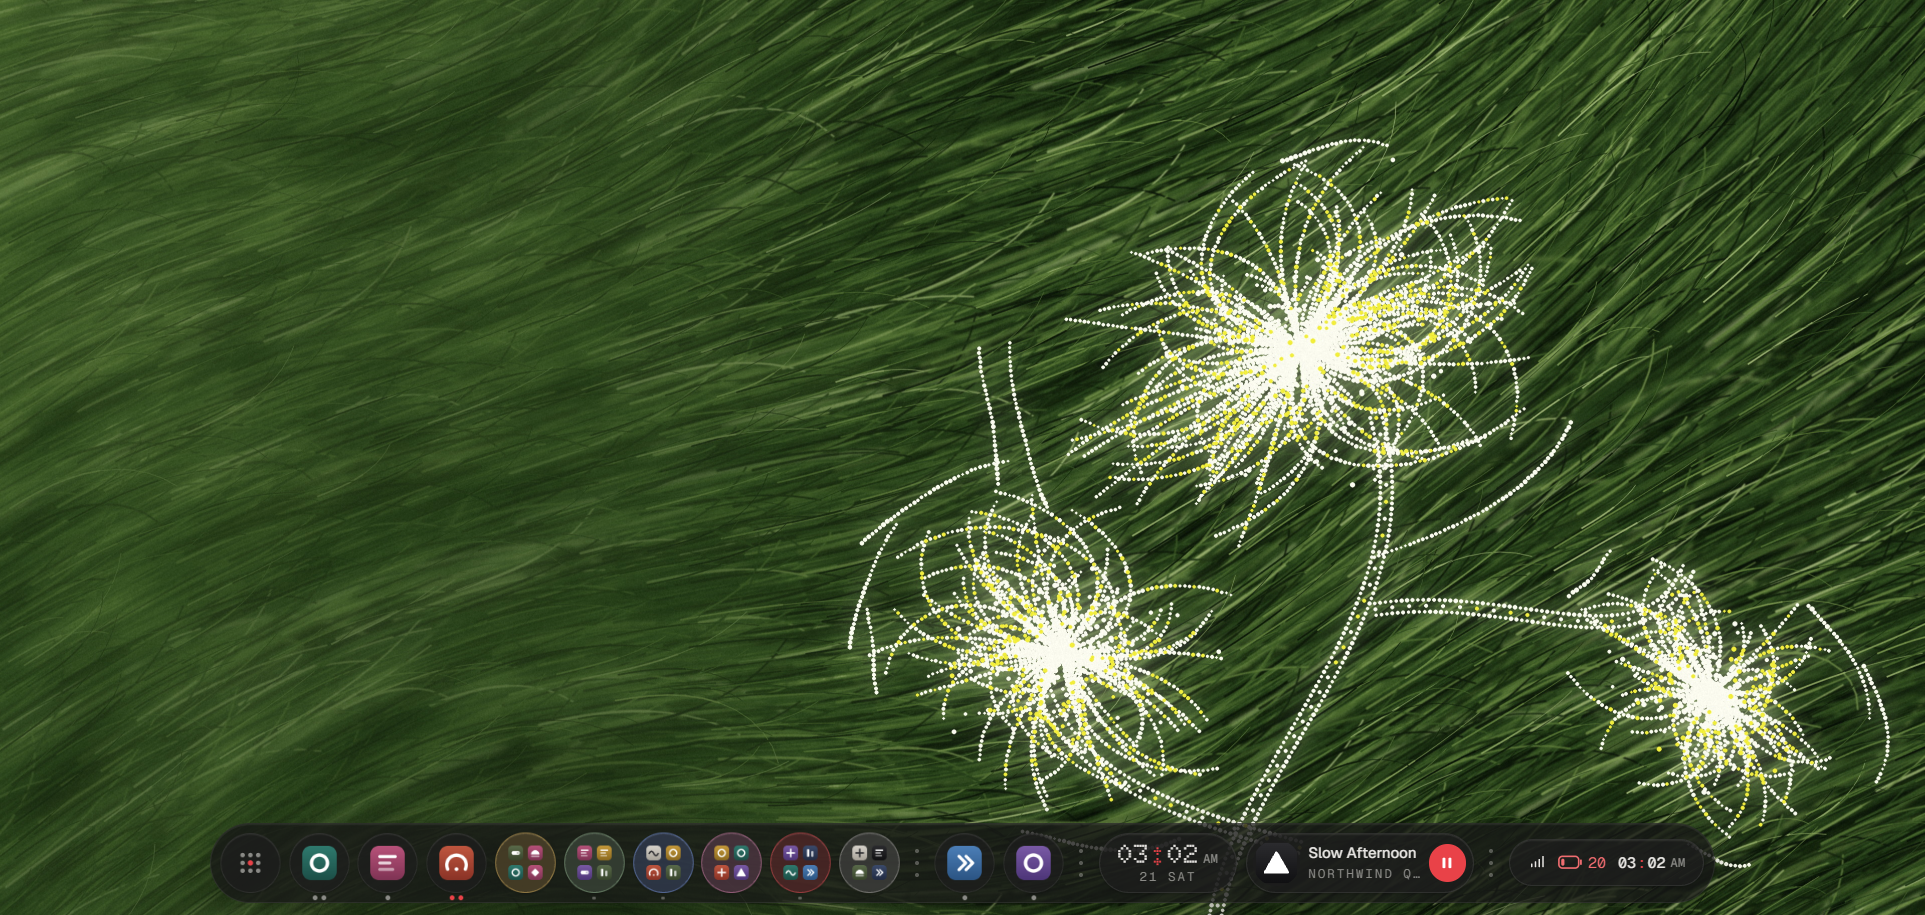 03:02 AM
21 SAT
Slow Afternoon
NORTHWIND Q…
20 03:02 AM